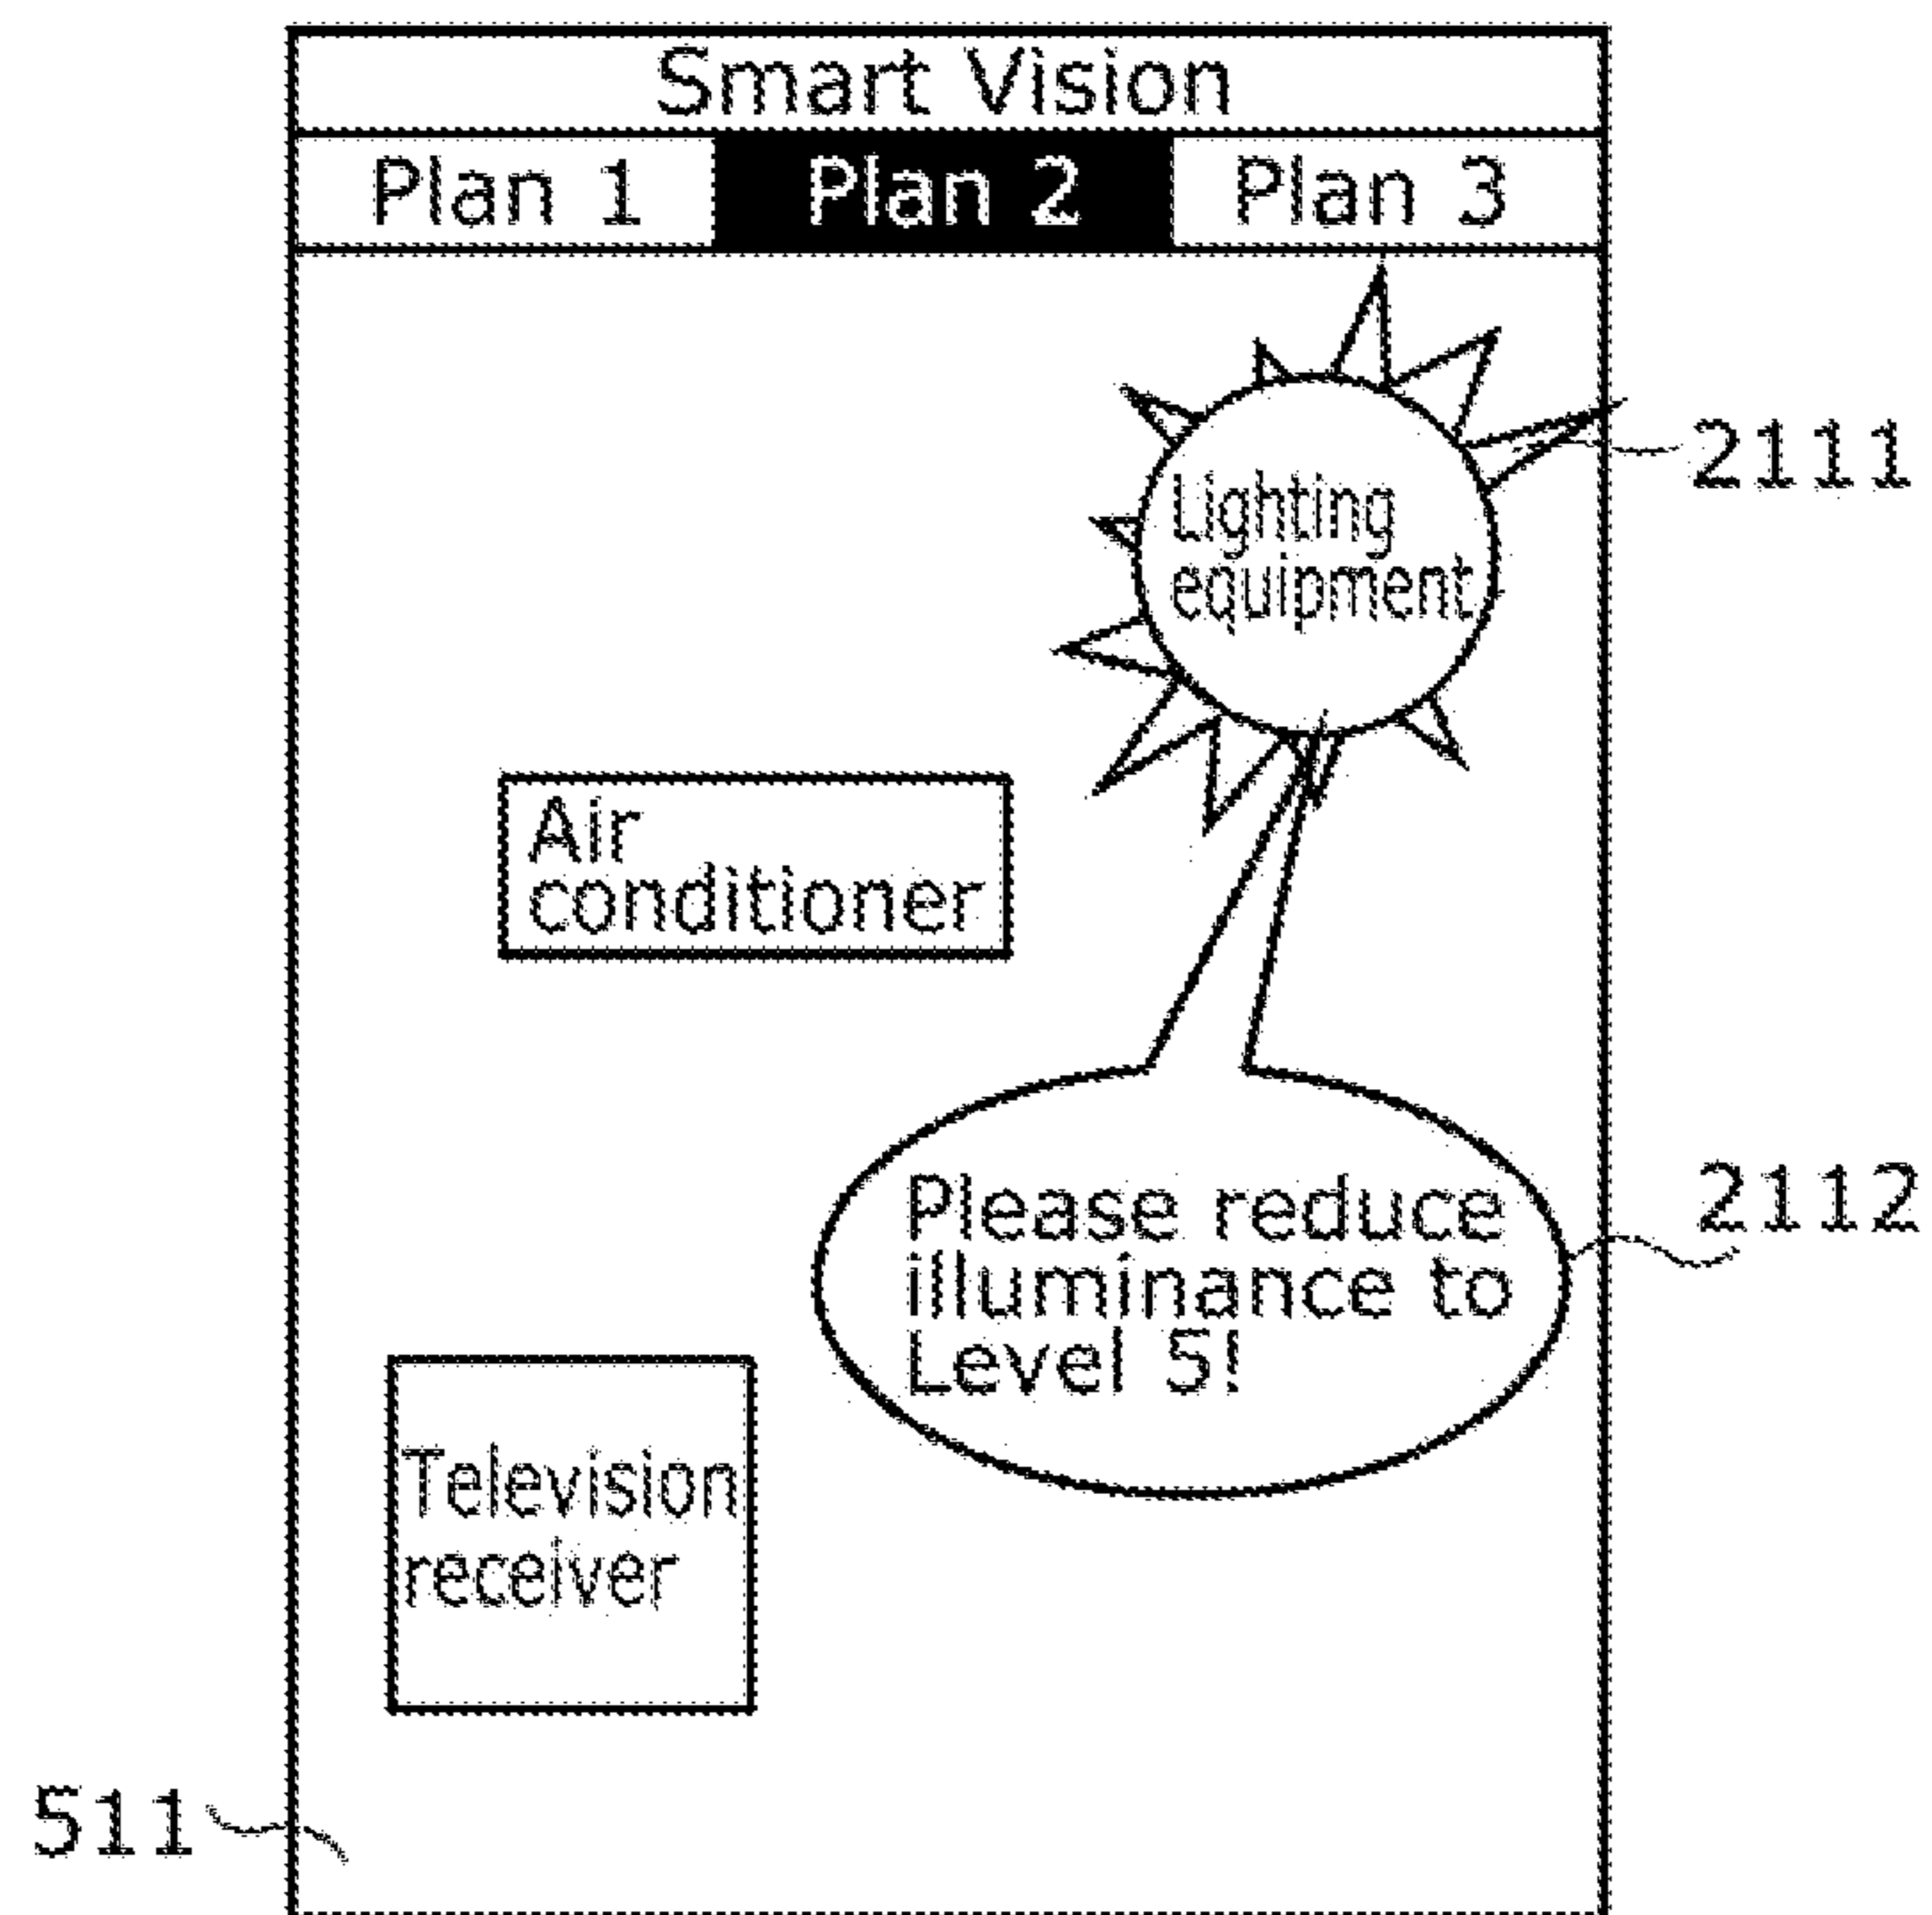 Smart Vision
Plan 1 Plan 2 Plan 3
2111
Lighting
equipment
Air
conditioner
2112
Please reduce
illuminance to
Level 5!
Television
receiver
511